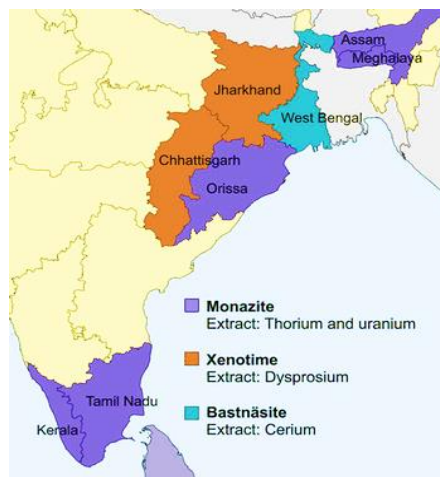 Assam
Meghalaya
Jharkhand
West Bengal
Chhattisgarh
Orissa
Monazite
Extract: Thorium and uranium
Xenotime
Extract: Dysprosium
Tamil Nadu
Kerala
Bastnäsite
Extract: Cerium